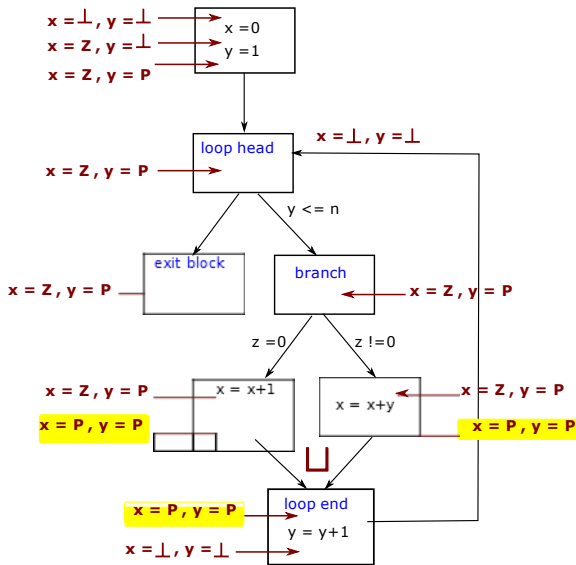 x = ⊥ , y = ⊥
x = 0
x = Z , y = ⊥
y = 1
x = Z , y = P
loop head
x = ⊥ , y = ⊥
x = Z , y = P
y <= n
exit block
branch
x = Z , y = P
x = Z , y = P
z =0
z !=0
x = Z , y = P
x = x+1
x = Z , y = P
x = x+y
x = P , y = P
x = P , y = P
⊔
loop end
x = P , y = P
y = y+1
x = ⊥ , y = ⊥